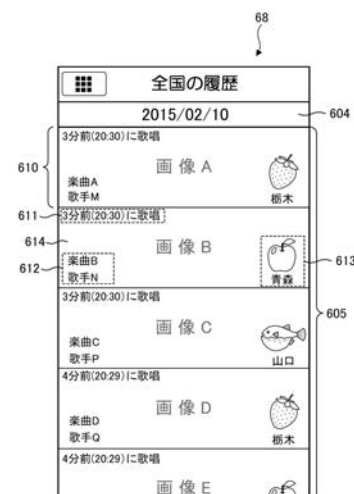 68
全国の履歴
2015/02/10
604
3分前(20:30)に歌唱
610
画像 A
楽曲A
歌手M
栃木
611
3分前(20:30)に歌唱
614
画像 B
612
楽曲B
歌手N
青森
613
3分前(20:30)に歌唱
605
画像 C
楽曲C
歌手P
山口
4分前(20:29)に歌唱
画像 D
楽曲D
歌手Q
栃木
4分前(20:29)に歌唱
画像 E